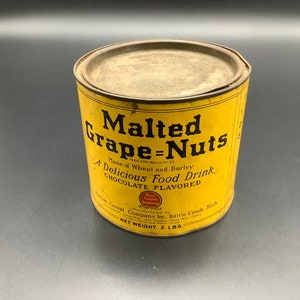 Malted
Grape=Nuts
Made of Wheat and Barley
A Delicious Food Drink
CHOCOLATE FLAVORED
Cereal Company Inc. Battle Creek, Mich.
NET WEIGHT 2 LBS.